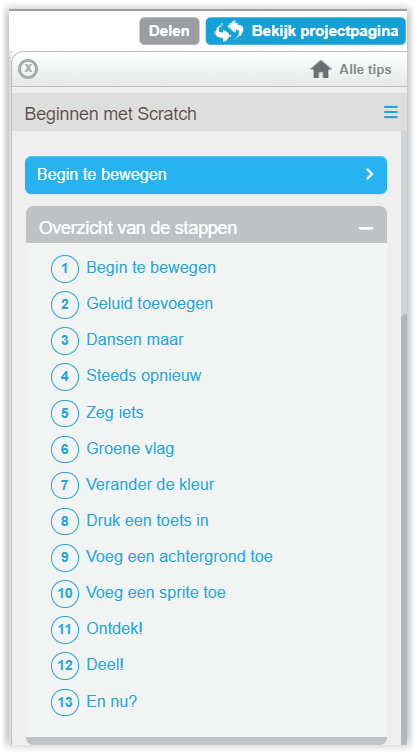 Delen
Bekijk projectpagina
X
Alle tips
Beginnen met Scratch
Begin te bewegen
Overzicht van de stappen
1 Begin te bewegen
2 Geluid toevoegen
3 Dansen maar
4 Steeds opnieuw
5 Zeg iets
6 Groene vlag
7 Verander de kleur
8 Druk een toets in
9 Voeg een achtergrond toe
10 Voeg een sprite toe
11 Ontdek!
12 Deel!
13 En nu?